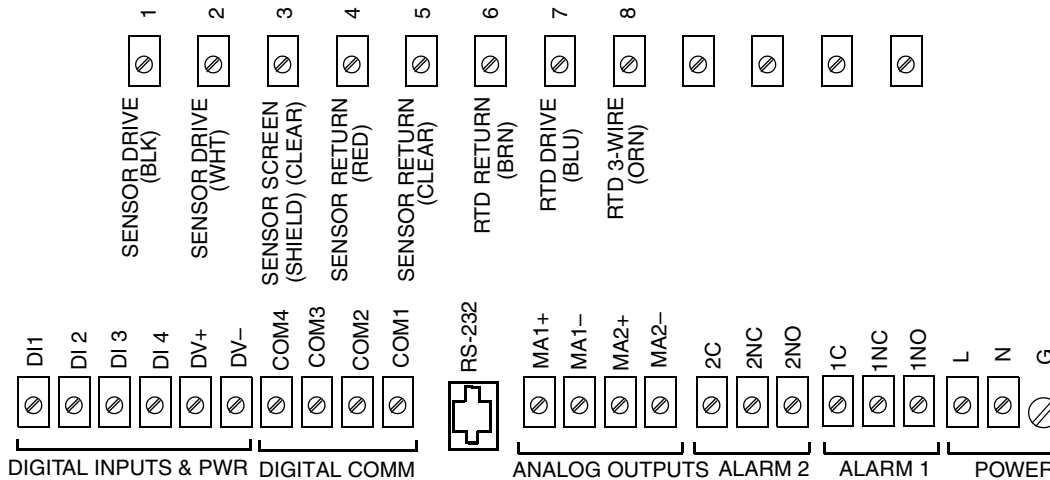 1 2 3 4 5 6 7 8
SENSOR DRIVE
(BLK)
SENSOR DRIVE
(WHT)
SENSOR SCREEN
(SHIELD) (CLEAR)
SENSOR RETURN
(RED)
SENSOR RETURN
(CLEAR)
RTD RETURN
(BRN)
RTD DRIVE
(BLU)
RTD 3-WIRE
(ORN)
DI1 DI 2 DI 3 DI 4 DV+ DV− COM4 COM3 COM2 COM1 RS-232 MA1+ MA1− MA2+ MA2− 2C 2NC 2NO 1C 1NC 1NO L N G
DIGITAL INPUTS & PWR DIGITAL COMM ANALOG OUTPUTS ALARM 2 ALARM 1 POWER